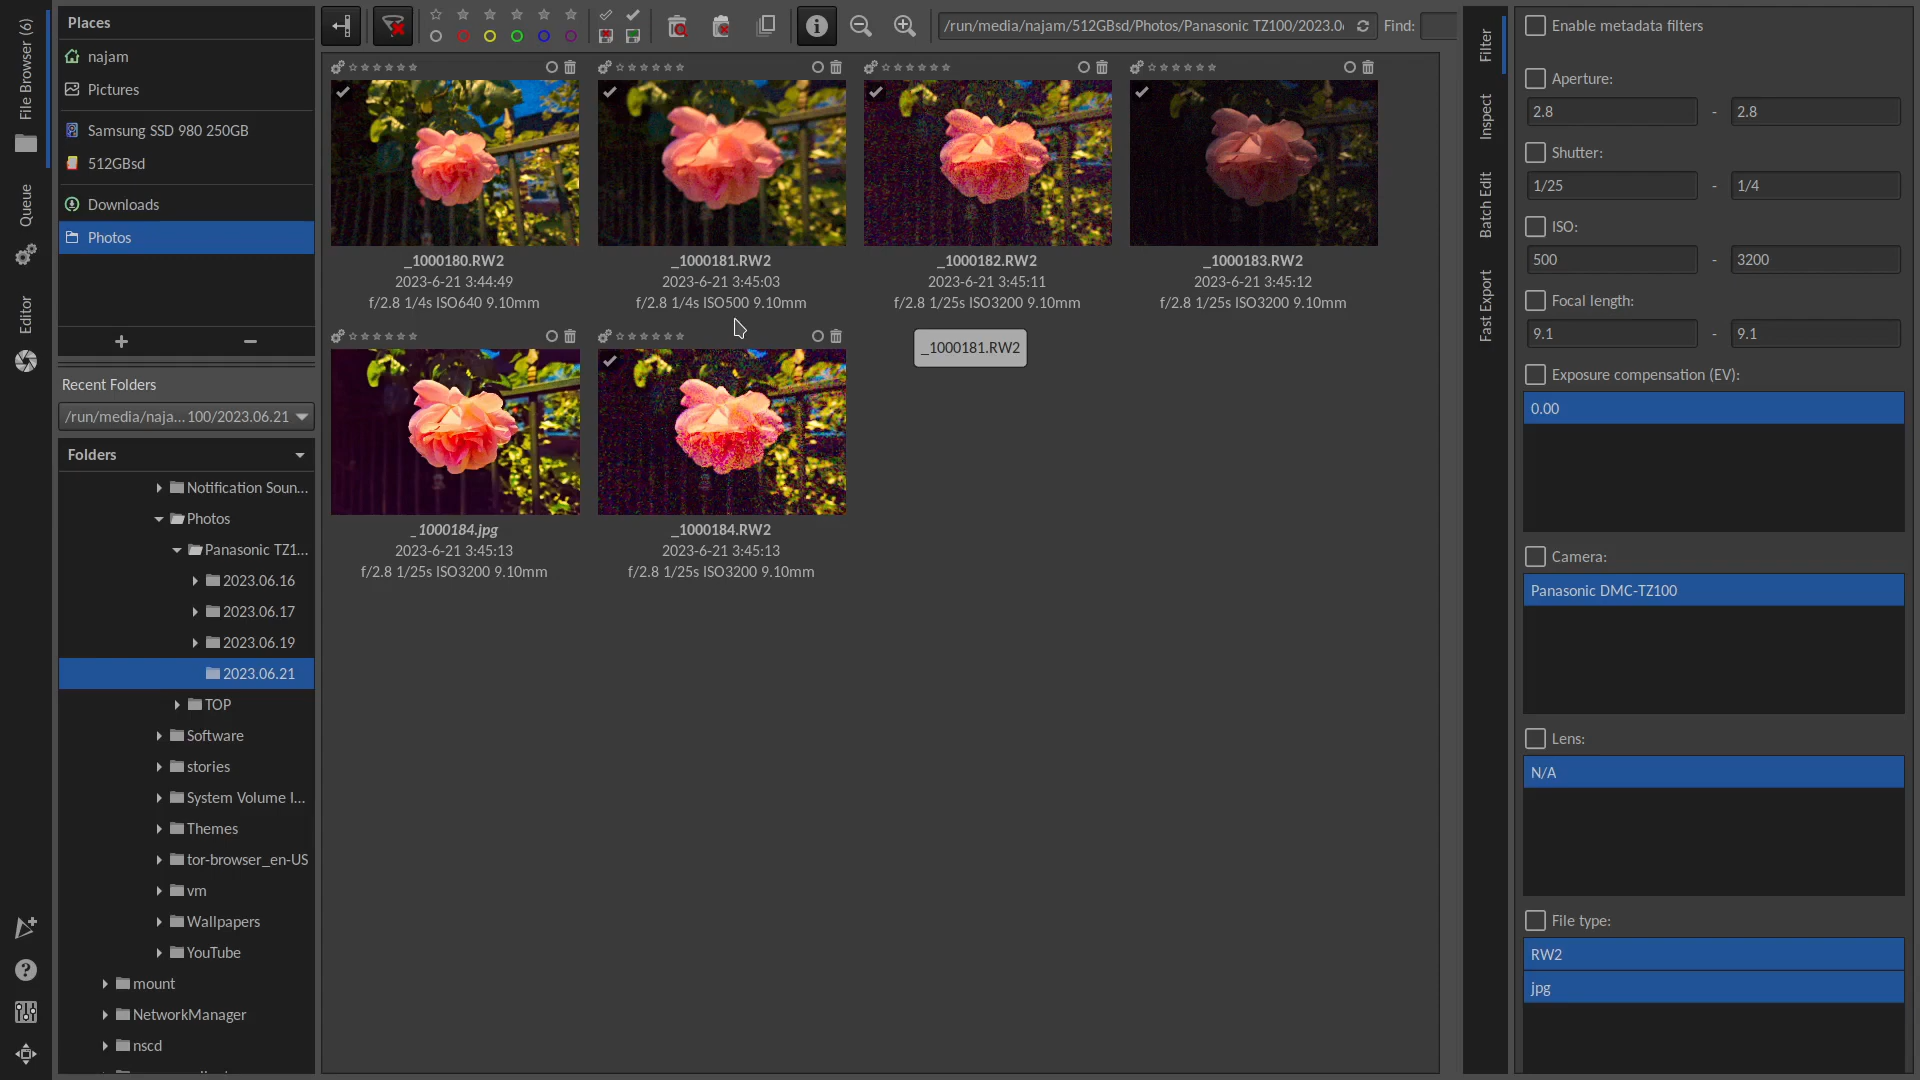 File Browser (6)
Queue
Editor
Places
najam
Pictures
Samsung SSD 980 250GB
512GBsd
Downloads
Photos
Recent Folders
/run/media/naja...100/2023.06.21
Folders
Notification Soun...
Photos
Panasonic TZ1...
2023.06.16
2023.06.17
2023.06.19
2023.06.21
TOP
Software
stories
System Volume I...
Themes
tor-browser_en-US
vm
Wallpapers
YouTube
mount
NetworkManager
nscd
/run/media/najam/512GBsd/Photos/Panasonic TZ100/2023.0
Find:
_1000180.RW2
2023-6-21 3:44:49
f/2.8 1/4s ISO640 9.10mm
_1000181.RW2
2023-6-21 3:45:03
f/2.8 1/4s ISO500 9.10mm
_1000182.RW2
2023-6-21 3:45:11
f/2.8 1/25s ISO3200 9.10mm
_1000183.RW2
2023-6-21 3:45:12
f/2.8 1/25s ISO3200 9.10mm
_1000181.RW2
_1000184.jpg
2023-6-21 3:45:13
f/2.8 1/25s ISO3200 9.10mm
_1000184.RW2
2023-6-21 3:45:13
f/2.8 1/25s ISO3200 9.10mm
Filter
Inspect
Batch Edit
Fast Export
Enable metadata filters
Aperture:
2.8 - 2.8
Shutter:
1/25 - 1/4
ISO:
500 - 3200
Focal length:
9.1 - 9.1
Exposure compensation (EV):
0.00
Camera:
Panasonic DMC-TZ100
Lens:
N/A
File type:
RW2
jpg